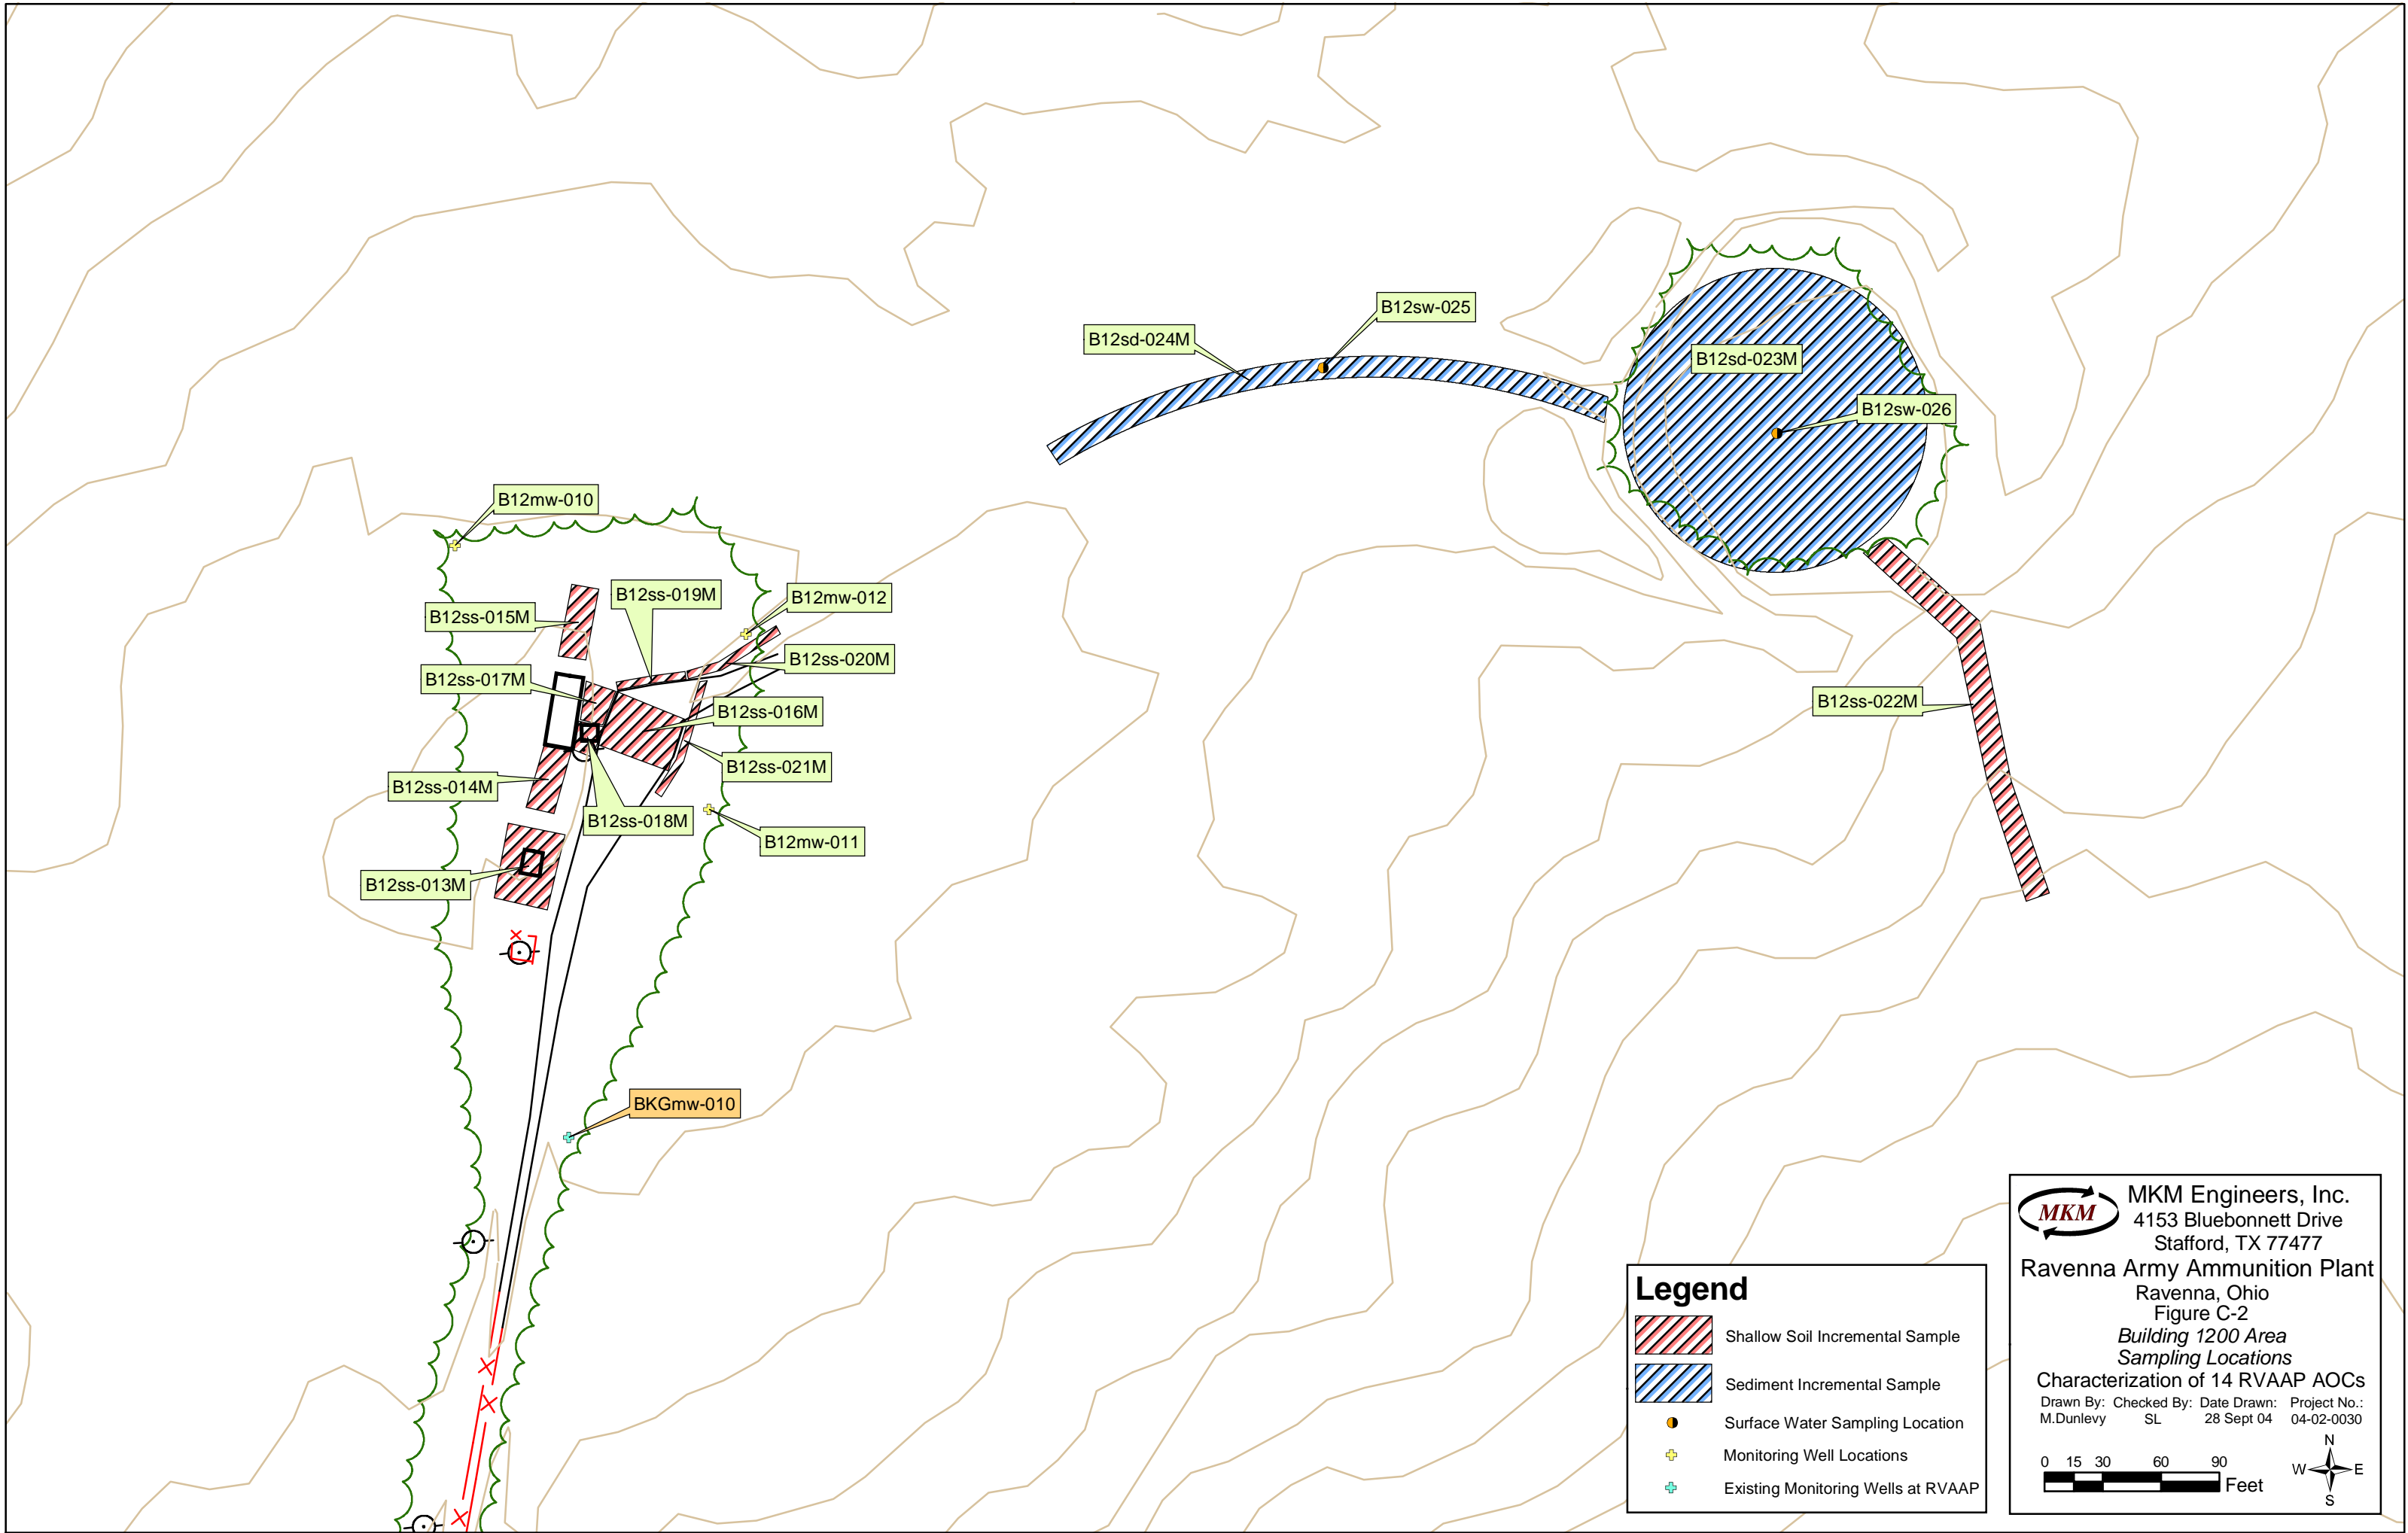 B12sw-025
B12sd-024M
B12sd-023M
B12sw-026
B12mw-010
B12ss-019M
B12mw-012
B12ss-015M
B12ss-020M
B12ss-017M
B12ss-022M
B12ss-016M
B12ss-021M
B12ss-014M
B12ss-018M
B12mw-011
B12ss-013M
BKGmw-010
Legend
Shallow Soil Incremental Sample
Sediment Incremental Sample
Surface Water Sampling Location
Monitoring Well Locations
Existing Monitoring Wells at RVAAP
MKM
MKM Engineers, Inc.
4153 Bluebonnett Drive
Stafford, TX 77477
Ravenna Army Ammunition Plant
Ravenna, Ohio
Figure C-2
Building 1200 Area
Sampling Locations
Characterization of 14 RVAAP AOCs
Drawn By: Checked By: Date Drawn: Project No.:
M.Dunlevy SL 28 Sept 04 04-02-0030
N
W E
S
0 15 30 60 90
Feet